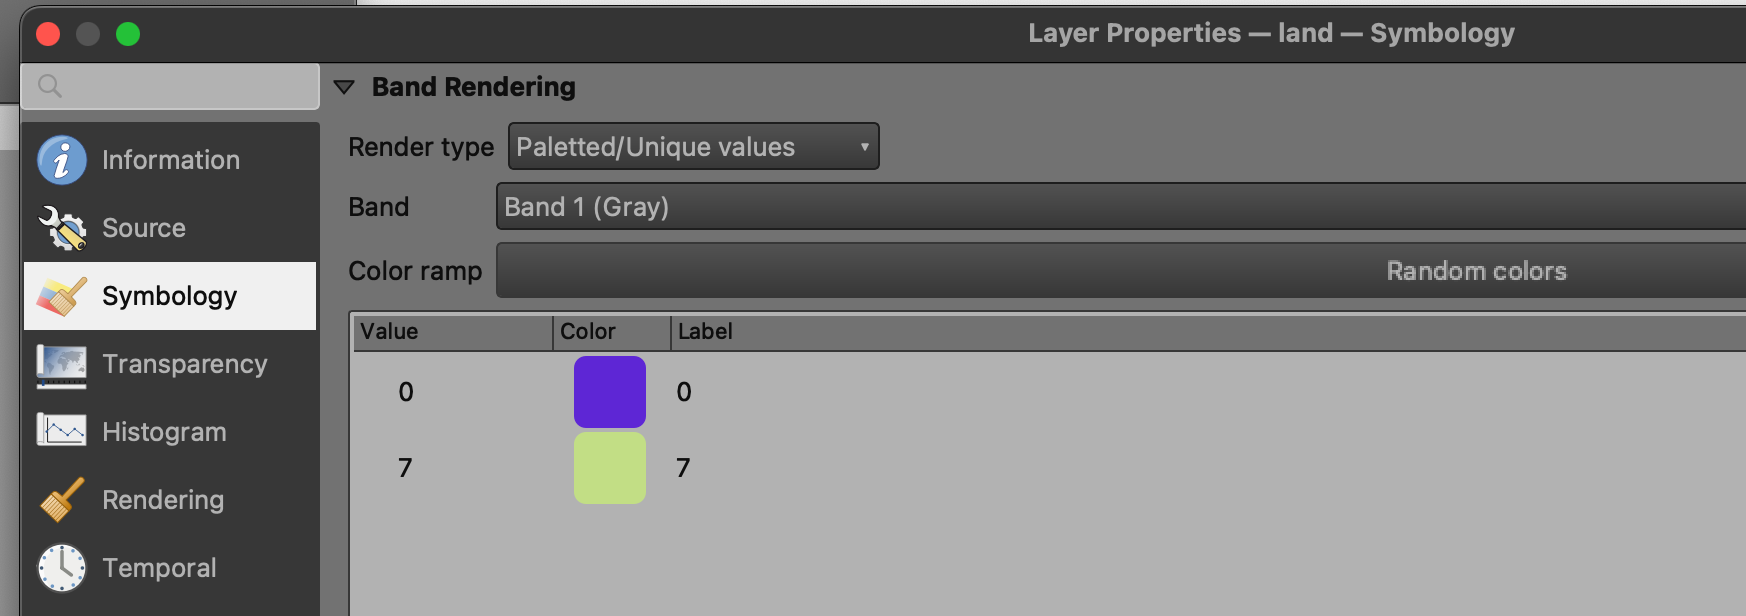 Layer Properties — land — Symbology
Band Rendering
Render type Paletted/Unique values
Band Band 1 (Gray)
Color ramp Random colors
Information
Source
Symbology
Transparency
Histogram
Rendering
Temporal
Value Color Label
0 0
7 7